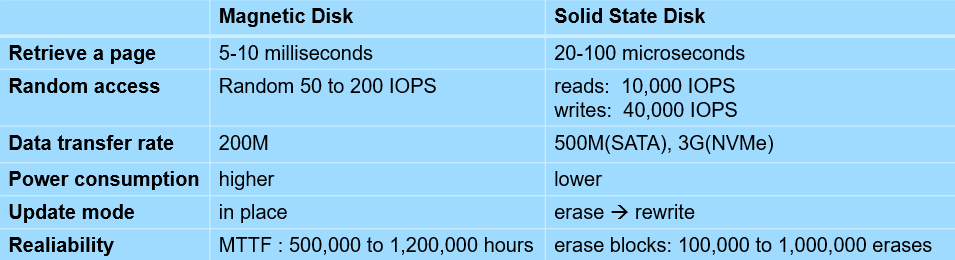 Magnetic Disk Solid State Disk
Retrieve a page 5-10 milliseconds 20-100 microseconds
Random access Random 50 to 200 IOPS reads: 10,000 IOPS
writes: 40,000 IOPS
Data transfer rate 200M 500M(SATA), 3G(NVMe)
Power consumption higher lower
Update mode in place erase → rewrite
Realiability MTTF : 500,000 to 1,200,000 hours erase blocks: 100,000 to 1,000,000 erases